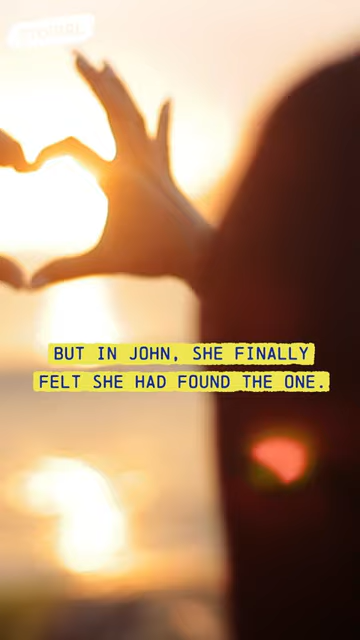 BUT IN JOHN, SHE FINALLY
FELT SHE HAD FOUND THE ONE.